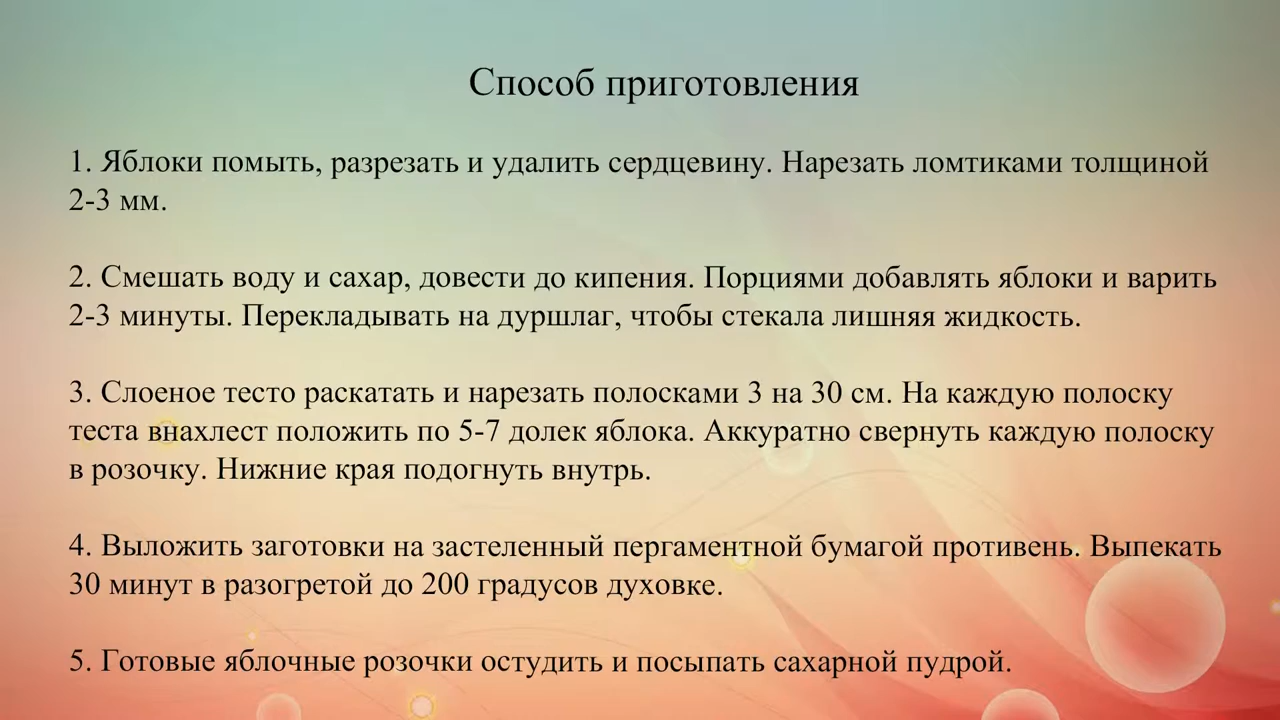 Способ приготовления
1. Яблоки помыть, разрезать и удалить сердцевину. Нарезать ломтиками толщиной
2-3 мм.
2. Смешать воду и сахар, довести до кипения. Порциями добавлять яблоки и варить
2-3 минуты. Перекладывать на дуршлаг, чтобы стекала лишняя жидкость.
3. Слоеное тесто раскатать и нарезать полосками 3 на 30 см. На каждую полоску
теста внахлест положить по 5-7 долек яблока. Аккуратно свернуть каждую полоску
в розочку. Нижние края подогнуть внутрь.
4. Выложить заготовки на застеленный пергаментной бумагой противень. Выпекать
30 минут в разогретой до 200 градусов духовке.
5. Готовые яблочные розочки остудить и посыпать сахарной пудрой.